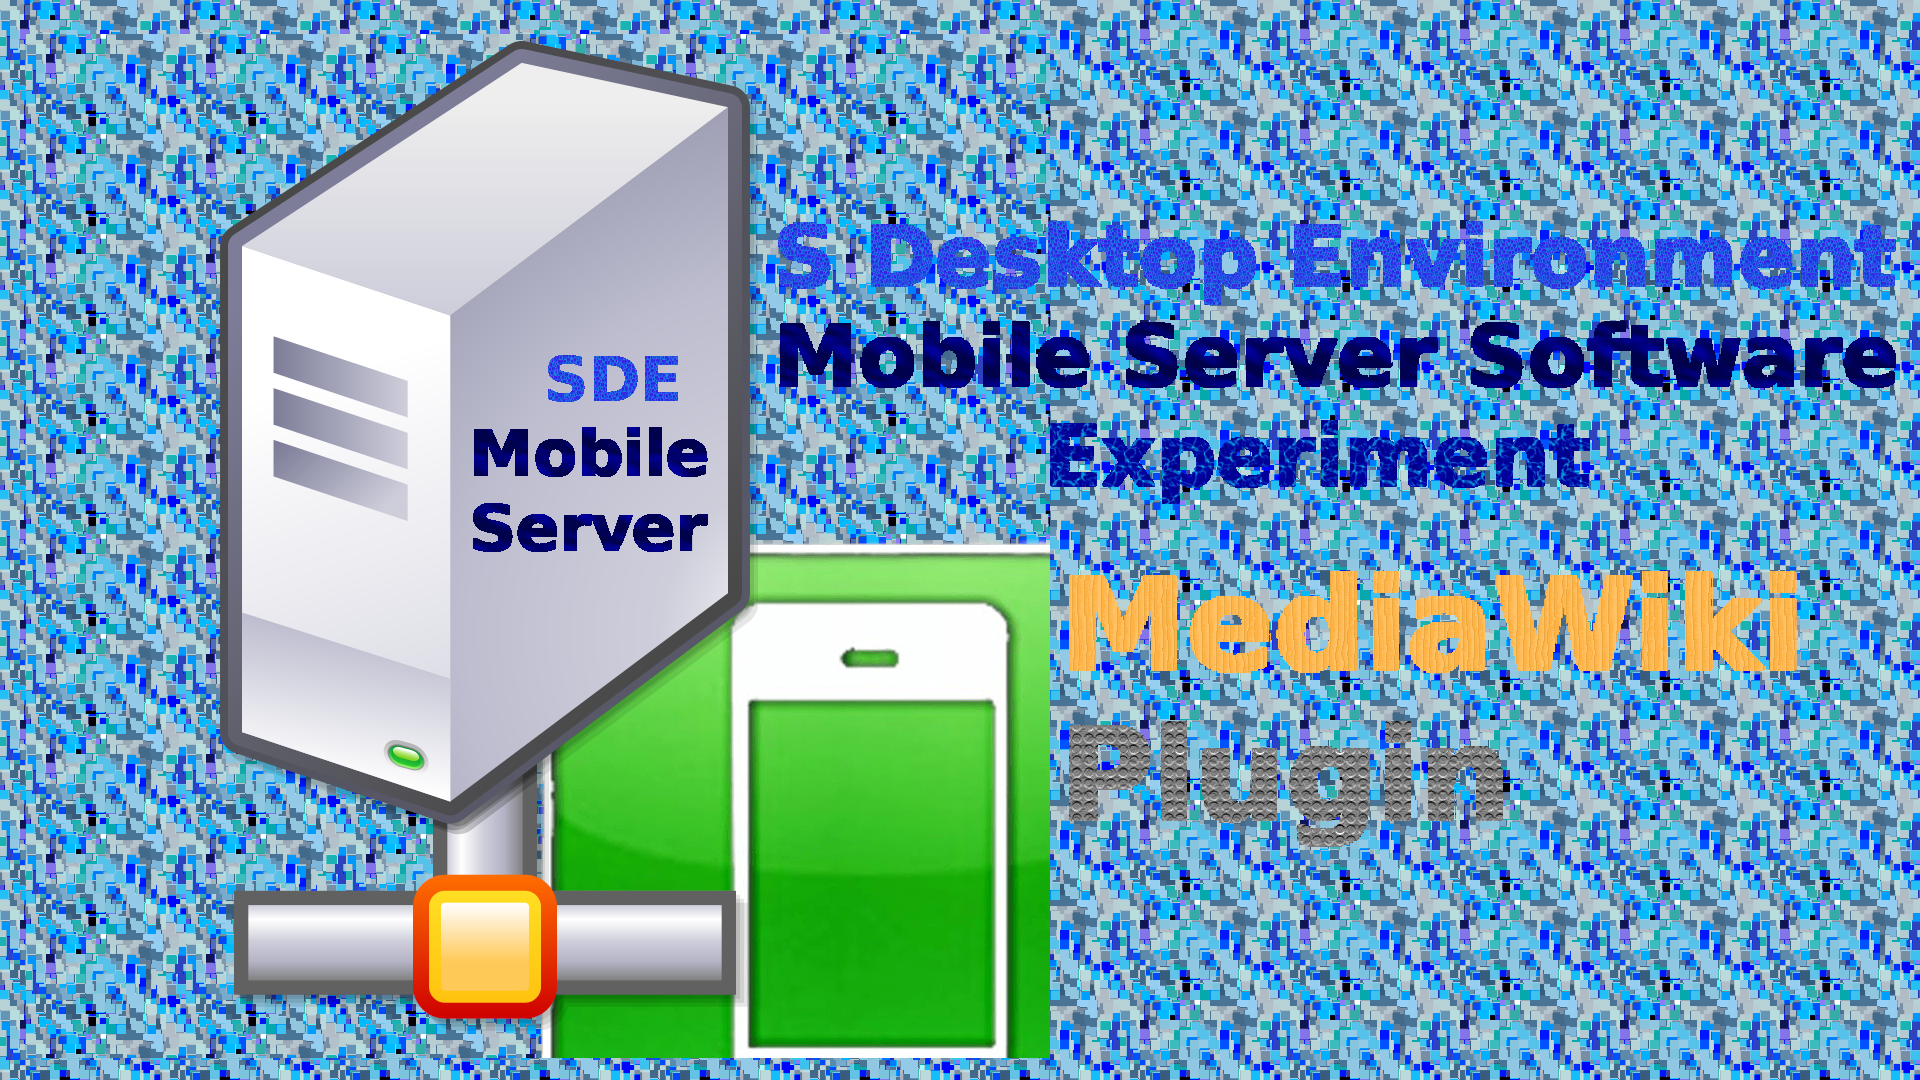 SDE
Mobile
Server
S Desktop Environment
Mobile Server Software
Experiment
MediaWiki
Plugin